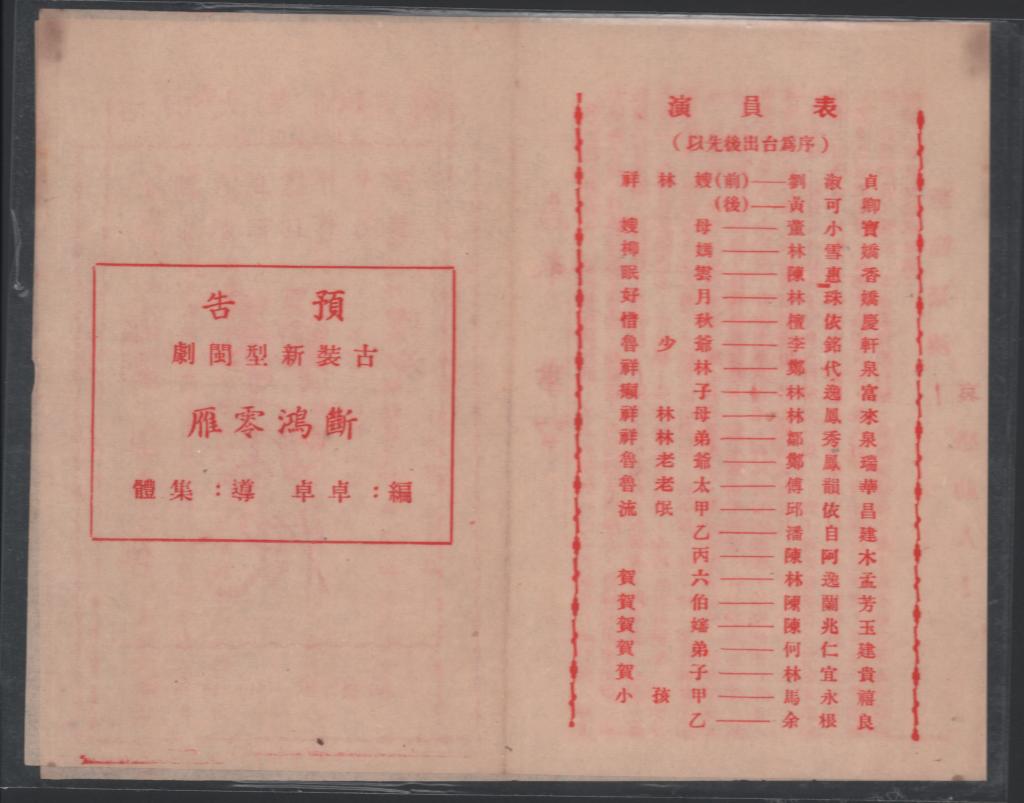 演員表
(以先後出台爲序)
祥林嫂(前)——劉淑貞
(後)——黃可卿
嫂母——董小寶
柳媽——林雪嬌
眠雲——陳惠香
好月——林珠嬌
惜秋——檀依慶
魯少爺——李銘軒
祥林——鄭代泉
癩子——林逸富
祥林母——林鳳來
祥林弟——鄒秀泉
魯老爺——鄭鳳瑞
魯老太——傅韻華
流氓甲——邱依昌
乙——潘自建
丙——陳阿木
賀六——林逸孟
賀伯——陳蘭芳
賀嬸——陳兆玉
賀弟——何仁建
賀子——林宜貴
小孩甲——馬永禧
乙——余根良
預告
古裝新型閩劇
斷鴻零雁
編：卓卓 導：集體